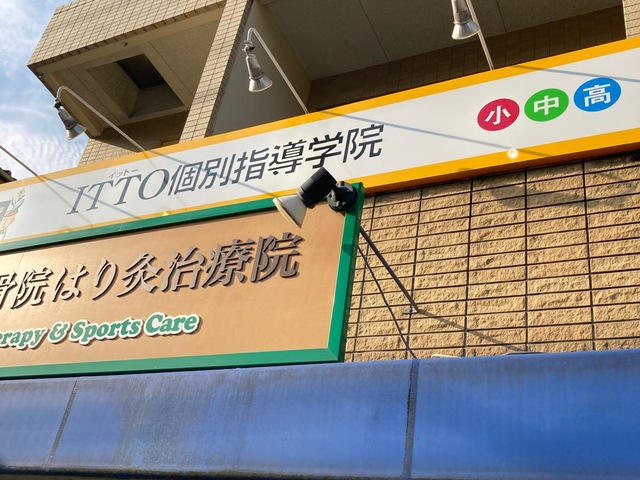 イットー
ITTO個別指導学院 小 中 高
骨院はり灸治療院
erapy & Sports Care